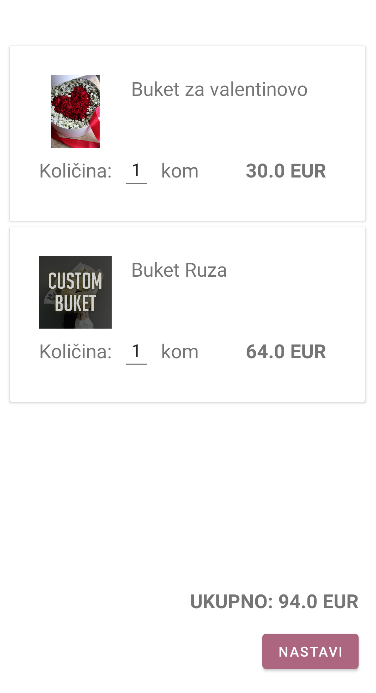 Buket za valentinovo
Količina: 1 kom 30.0 EUR
CUSTOM
BUKET
Buket Ruza
Količina: 1 kom 64.0 EUR
UKUPNO: 94.0 EUR
NASTAVI